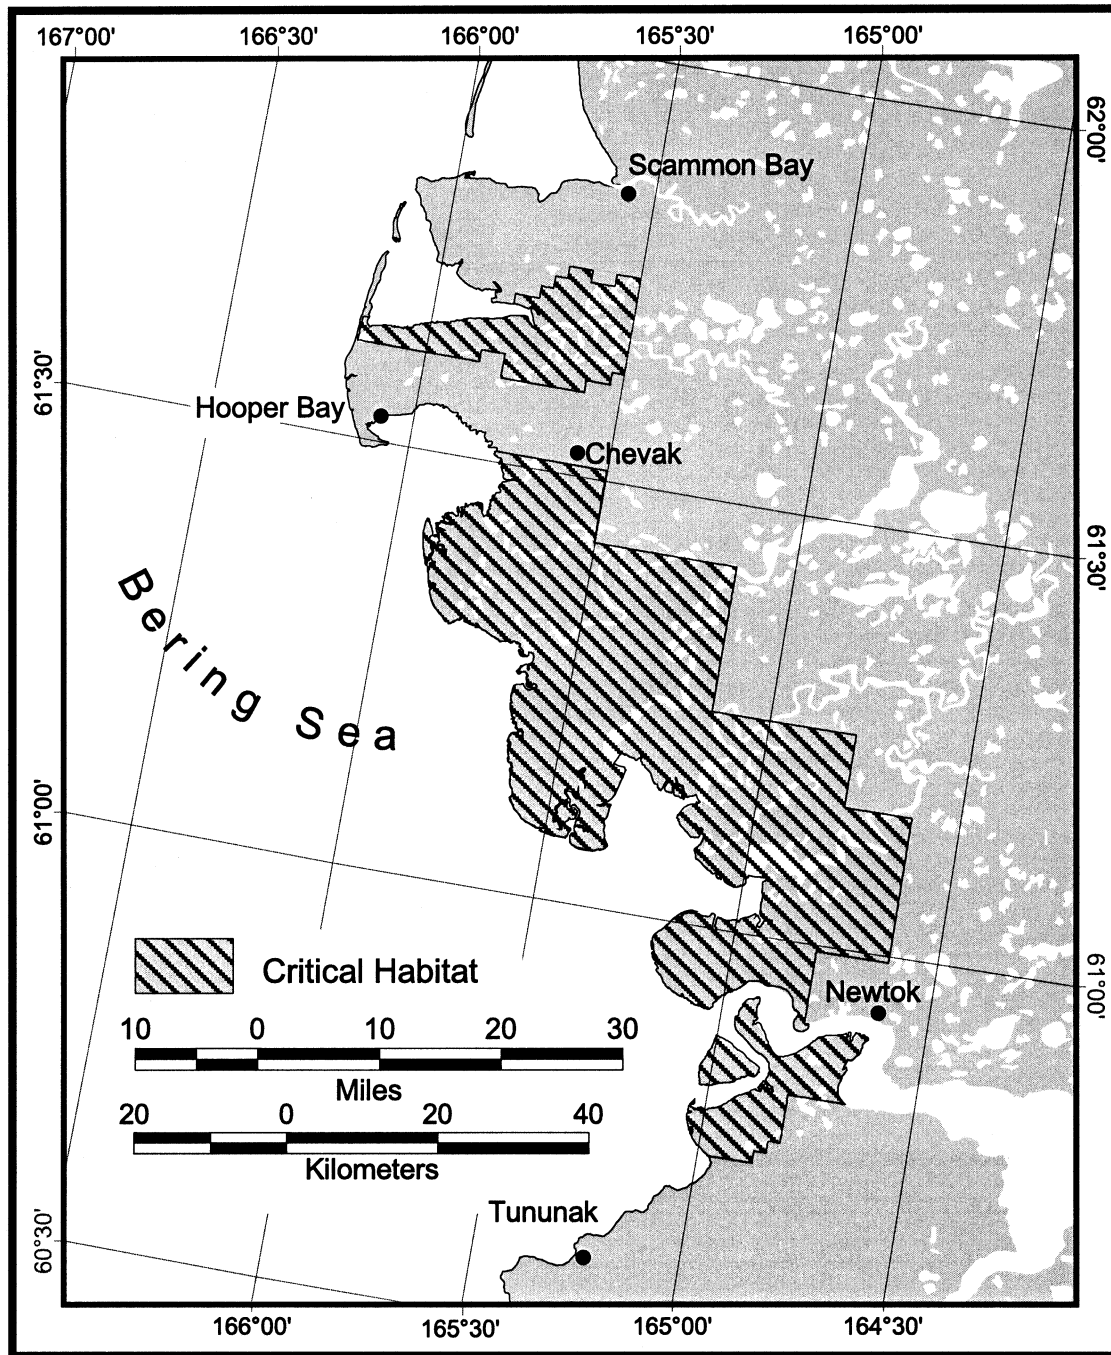 167°00' 166°30' 166°00' 165°30' 165°00'
62°00'
Scammon Bay
61°30'
Hooper Bay
Chevak
61°30'
Bering Sea
61°00'
Critical Habitat
Newtok
61°00'
10 0 10 20 30
Miles
20 0 20 40
Kilometers
Tununak
60°30'
166°00' 165°30' 165°00' 164°30'